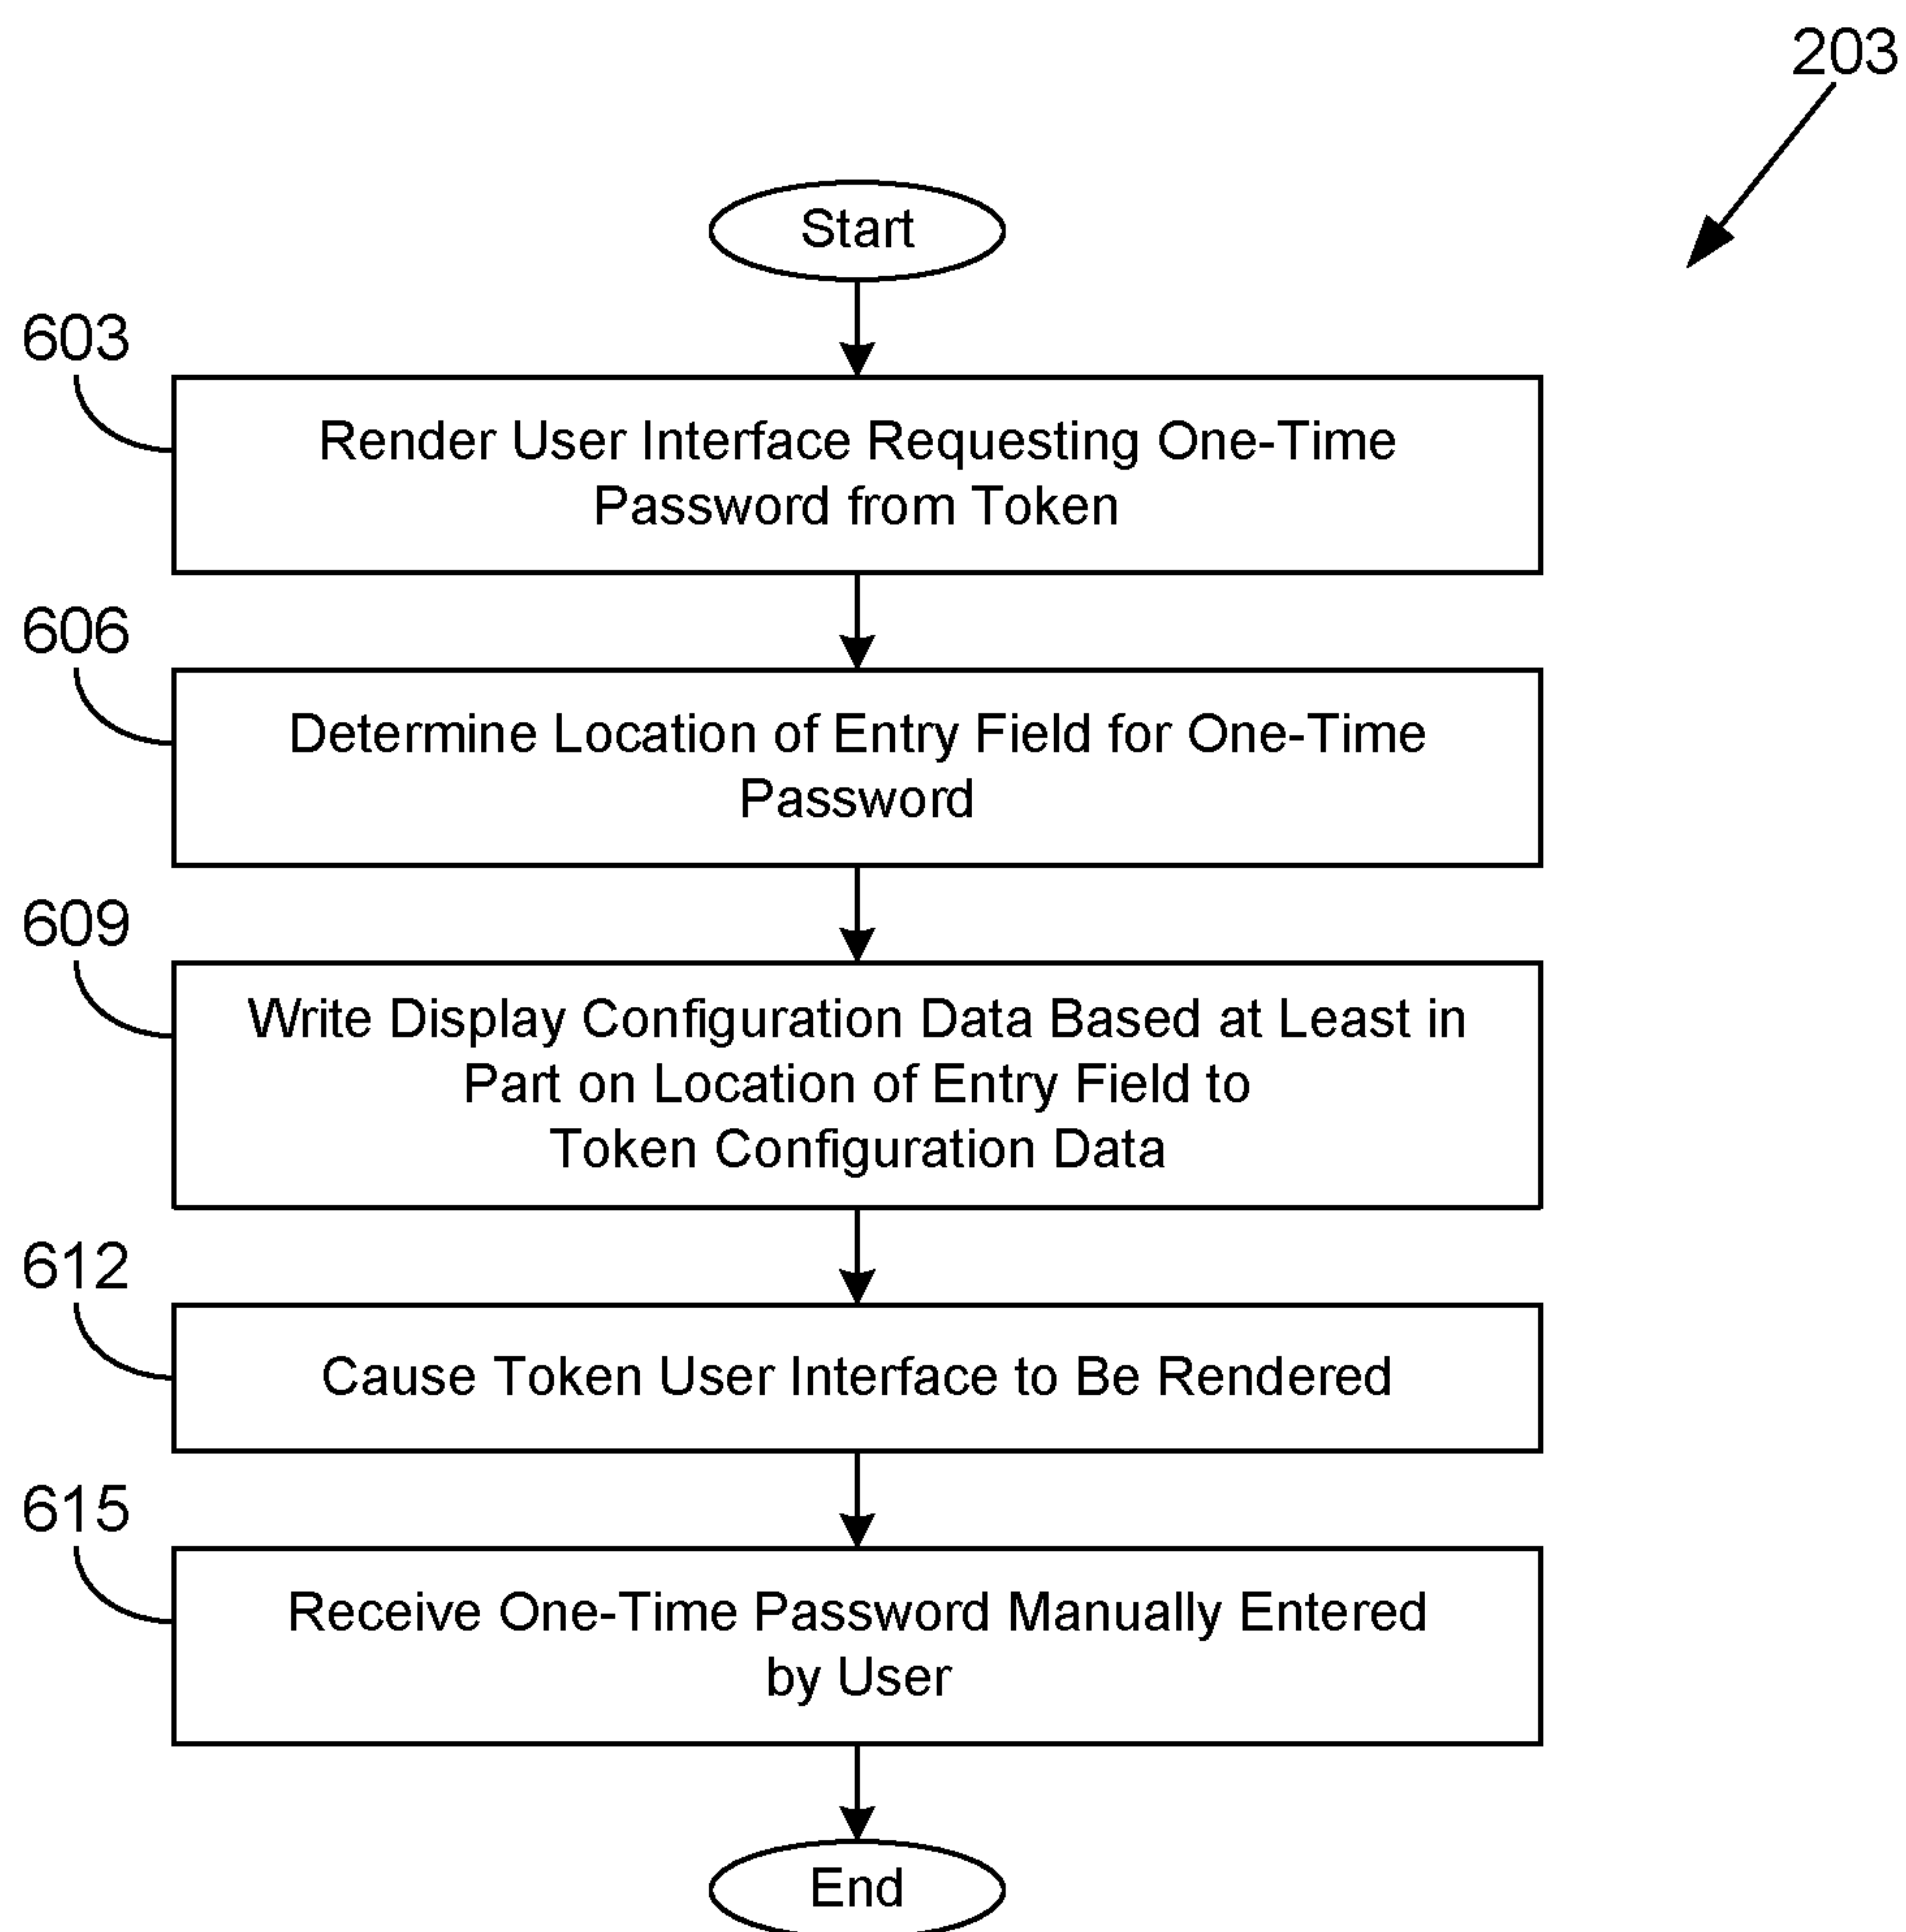 203
Start
603
Render User Interface Requesting One-Time
Password from Token
606
Determine Location of Entry Field for One-Time
Password
609
Write Display Configuration Data Based at Least in
Part on Location of Entry Field to
Token Configuration Data
612
Cause Token User Interface to Be Rendered
615
Receive One-Time Password Manually Entered
by User
End